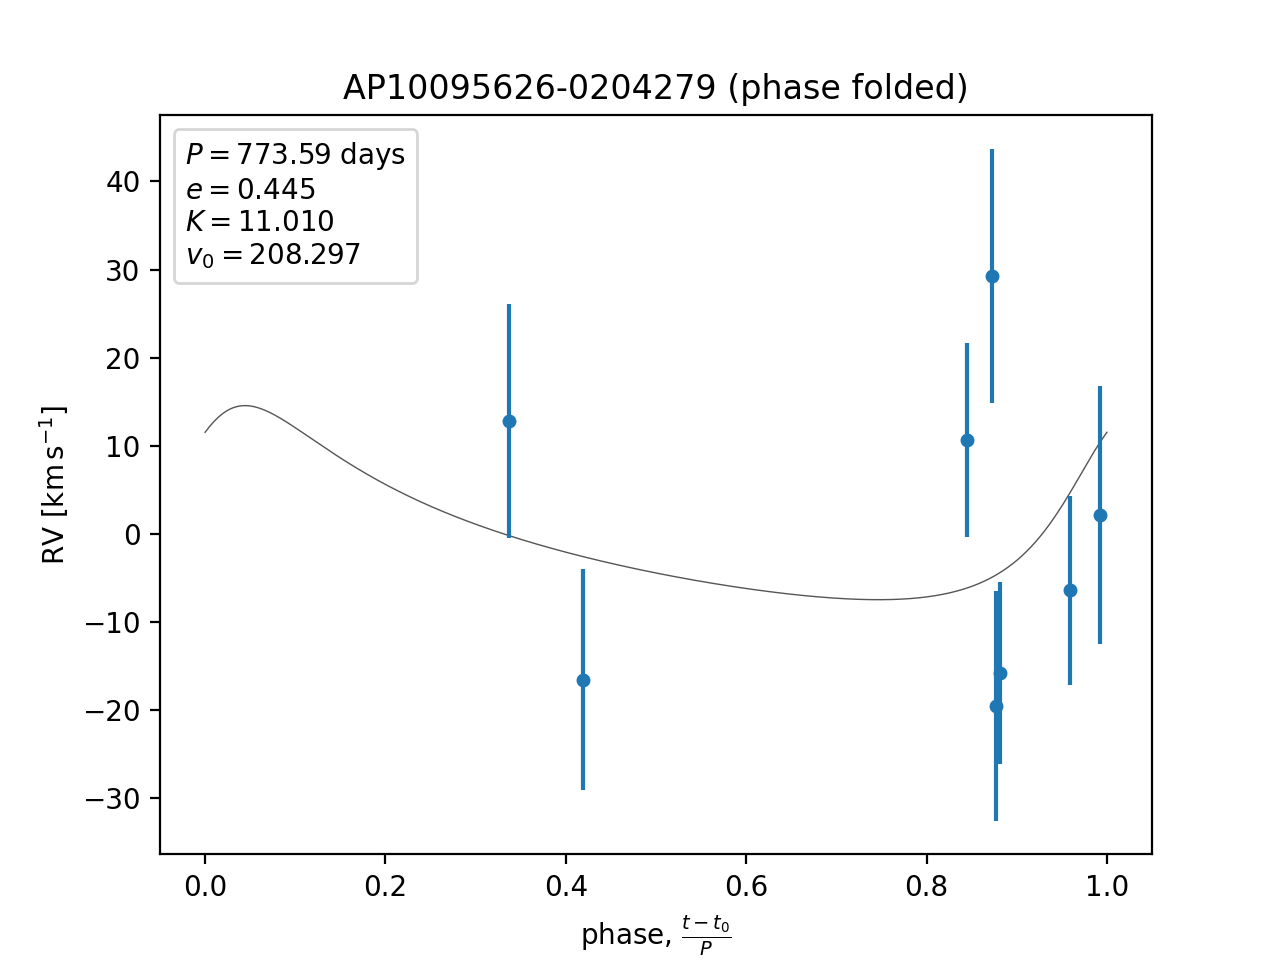 AP10095626-0204279 (phase folded)
P = 773.59 days
e = 0.445
K = 11.010
v₀ = 208.297
40
30
20
10
0
−10
−20
−30
RV [km s⁻¹]
0.0 0.2 0.4 0.6 0.8 1.0
phase, (t − t₀)/P